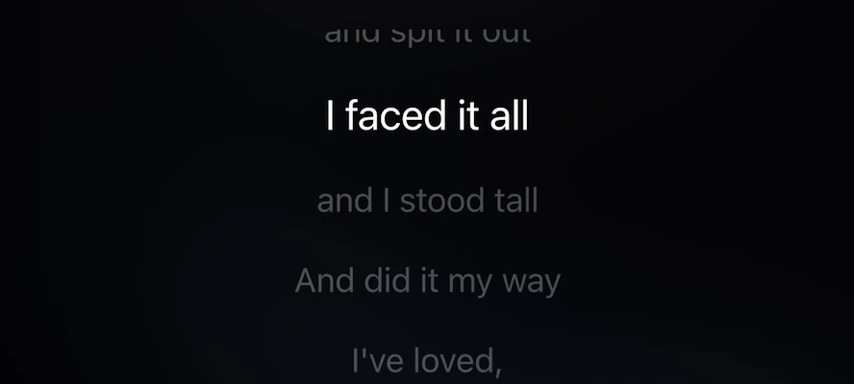 and spit it out
I faced it all
and I stood tall
And did it my way
I've loved,